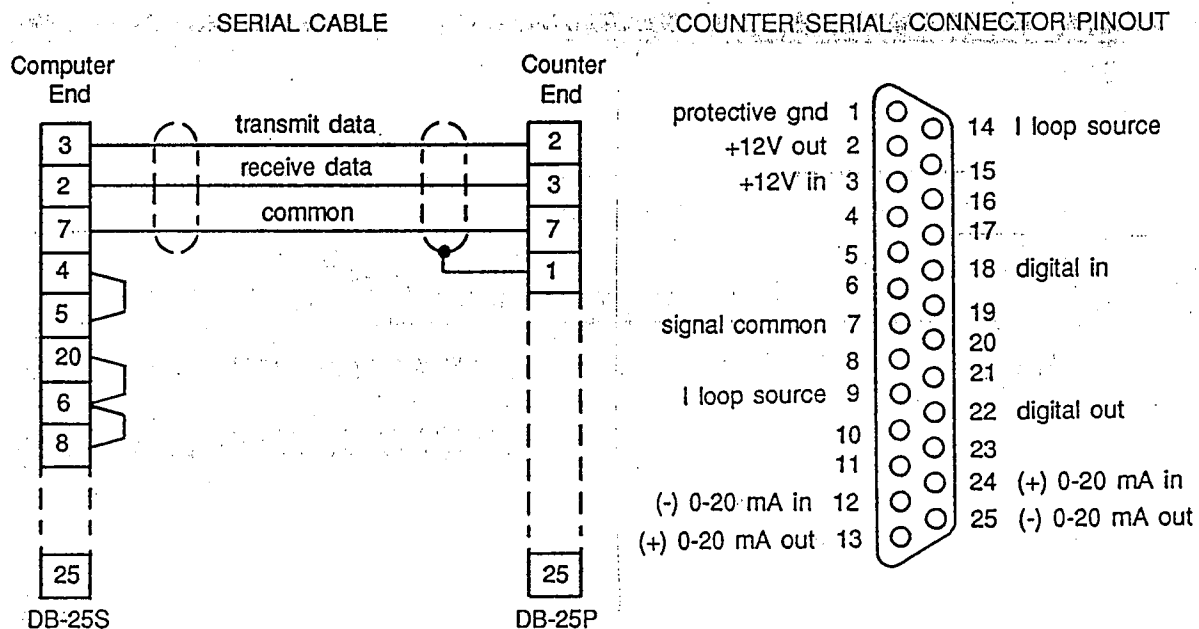 SERIAL CABLE
Computer
End
Counter
End
3 transmit data 2
2 receive data 3
7 common 7
4 1
5
20
6
8
25 25
DB-25S DB-25P
COUNTER SERIAL CONNECTOR PINOUT
protective gnd 1
14 I loop source
+12V out 2
15
+12V in 3
16
4
17
5
18 digital in
6
19
signal common 7
20
8
21
I loop source 9
22 digital out
10
23
11
24 (+) 0-20 mA in
(-) 0-20 mA in 12
25 (-) 0-20 mA out
(+) 0-20 mA out 13